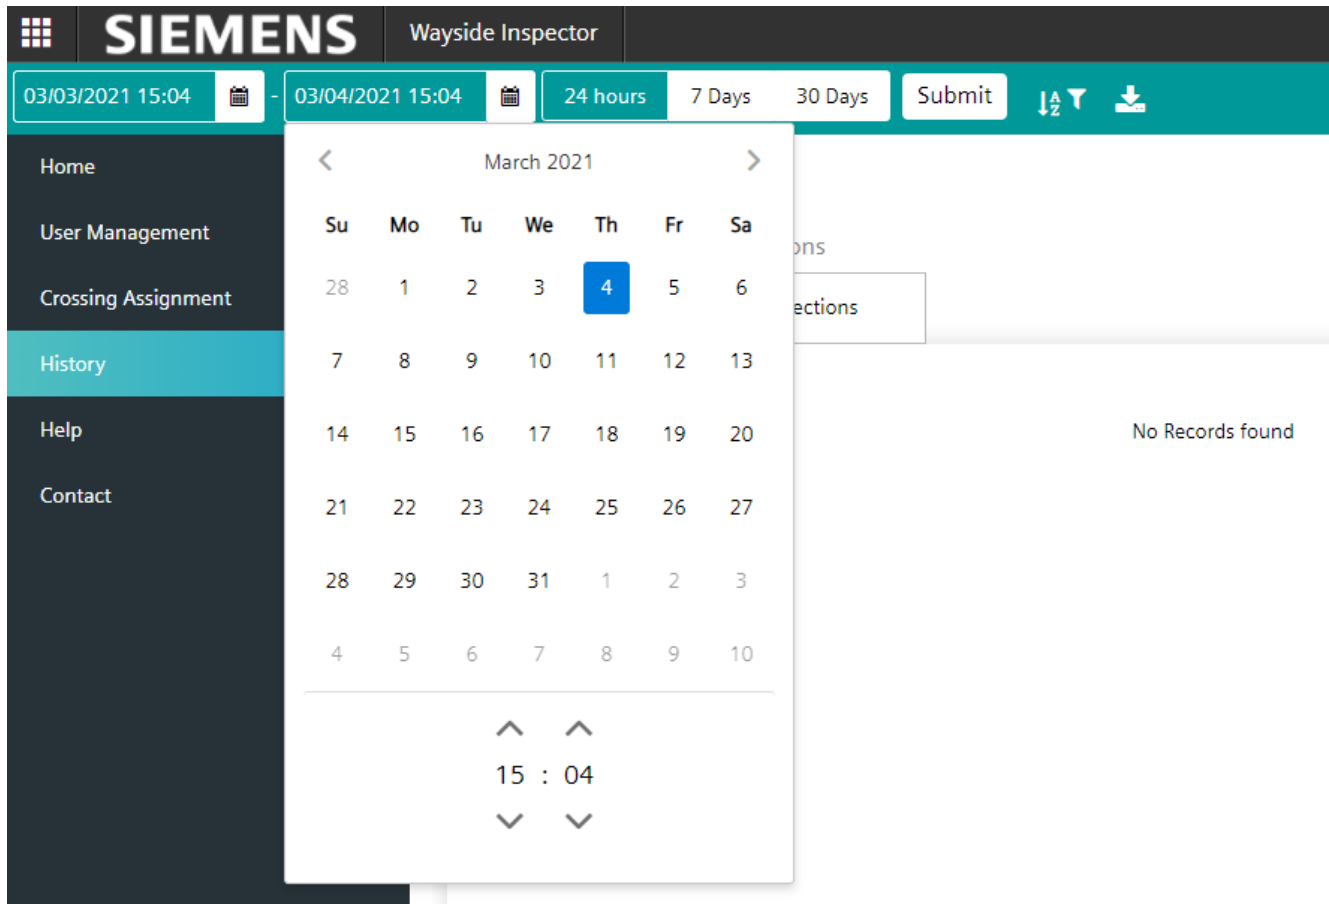 SIEMENS Wayside Inspector
03/03/2021 15:04 - 03/04/2021 15:04 24 hours 7 Days 30 Days Submit
Home
User Management
Crossing Assignment
History
Help
Contact
March 2021
Su Mo Tu We Th Fr Sa
28 1 2 3 4 5 6
7 8 9 10 11 12 13
14 15 16 17 18 19 20
21 22 23 24 25 26 27
28 29 30 31 1 2 3
4 5 6 7 8 9 10
15 : 04
No Records found